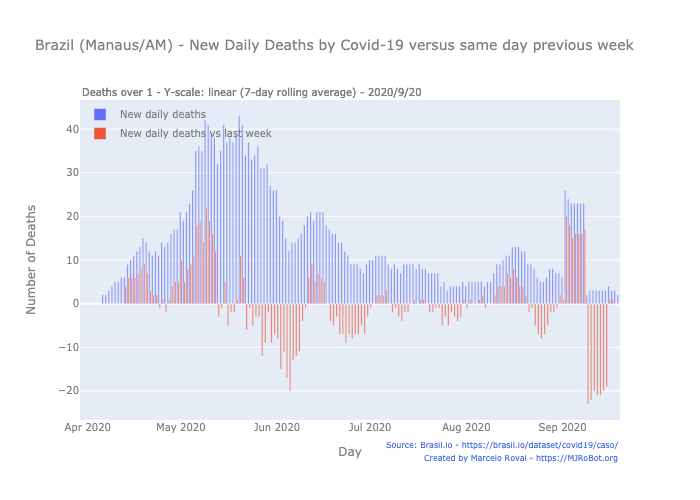 Brazil (Manaus/AM) - New Daily Deaths by Covid-19 versus same day previous week
Deaths over 1 - Y-scale: linear (7-day rolling average) - 2020/9/20
New daily deaths
New daily deaths vs last week
Number of Deaths
40
30
20
10
0
−10
−20
Apr 2020
May 2020
Jun 2020
Jul 2020
Aug 2020
Sep 2020
Day
Source: Brasil.io - https://brasil.io/dataset/covid19/caso/
Created by Marcelo Rovai - https://MJRoBot.org